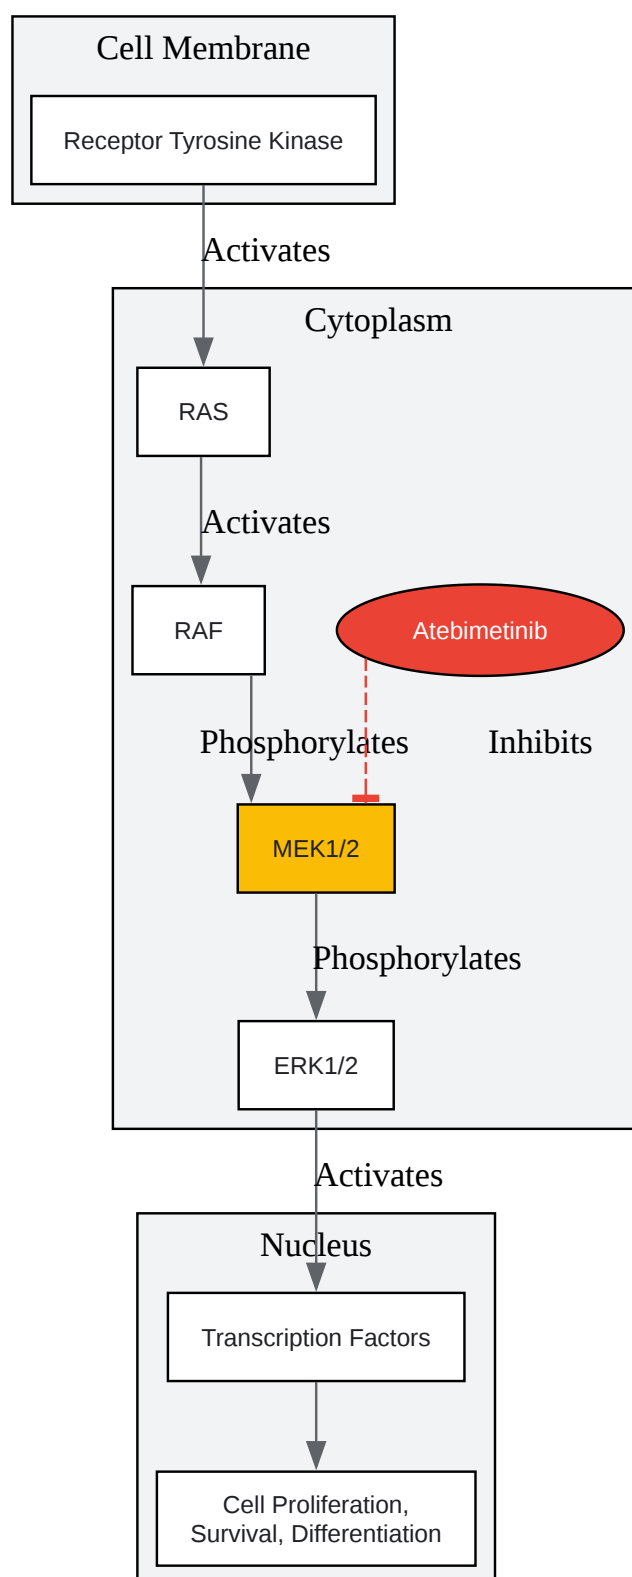 Cell Membrane
Receptor Tyrosine Kinase
Activates
Cytoplasm
RAS
Activates
RAF
Atebimetinib
Phosphorylates
Inhibits
MEK1/2
Phosphorylates
ERK1/2
Activates
Nucleus
Transcription Factors
Cell Proliferation,
Survival, Differentiation